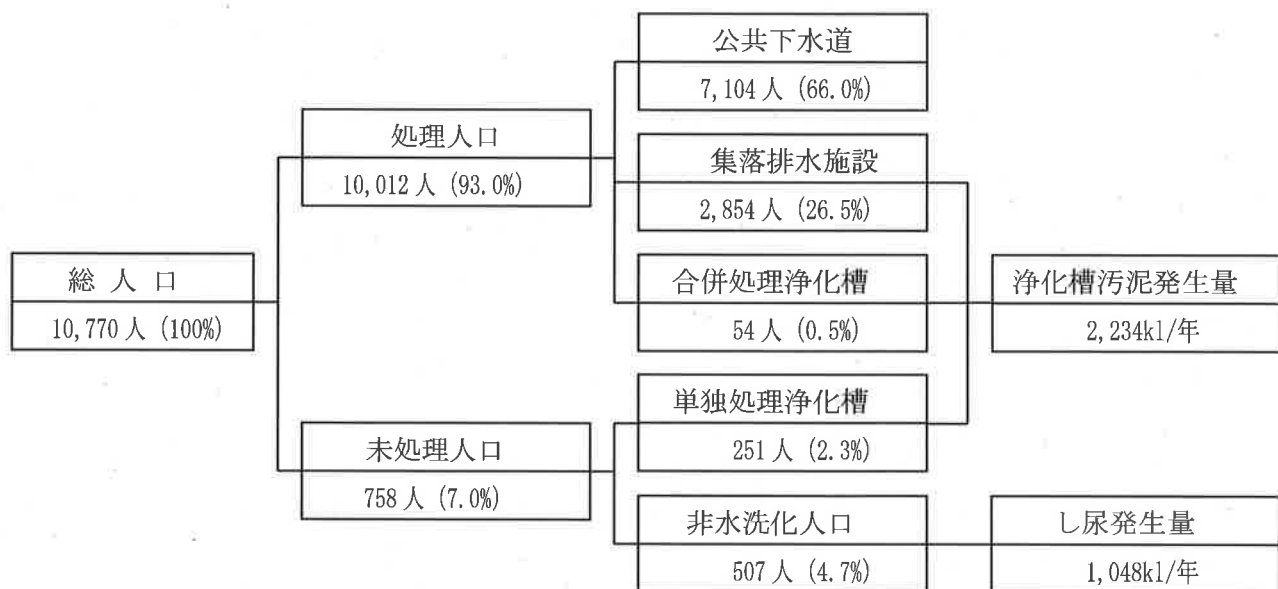 公共下水道
7,104人 (66.0%)
処理人口
10,012人 (93.0%)
集落排水施設
2,854人 (26.5%)
総人口
10,770人 (100%)
合併処理浄化槽
54人 (0.5%)
浄化槽汚泥発生量
2,234kl/年
単独処理浄化槽
251人 (2.3%)
未処理人口
758人 (7.0%)
非水洗化人口
507人 (4.7%)
し尿発生量
1,048kl/年